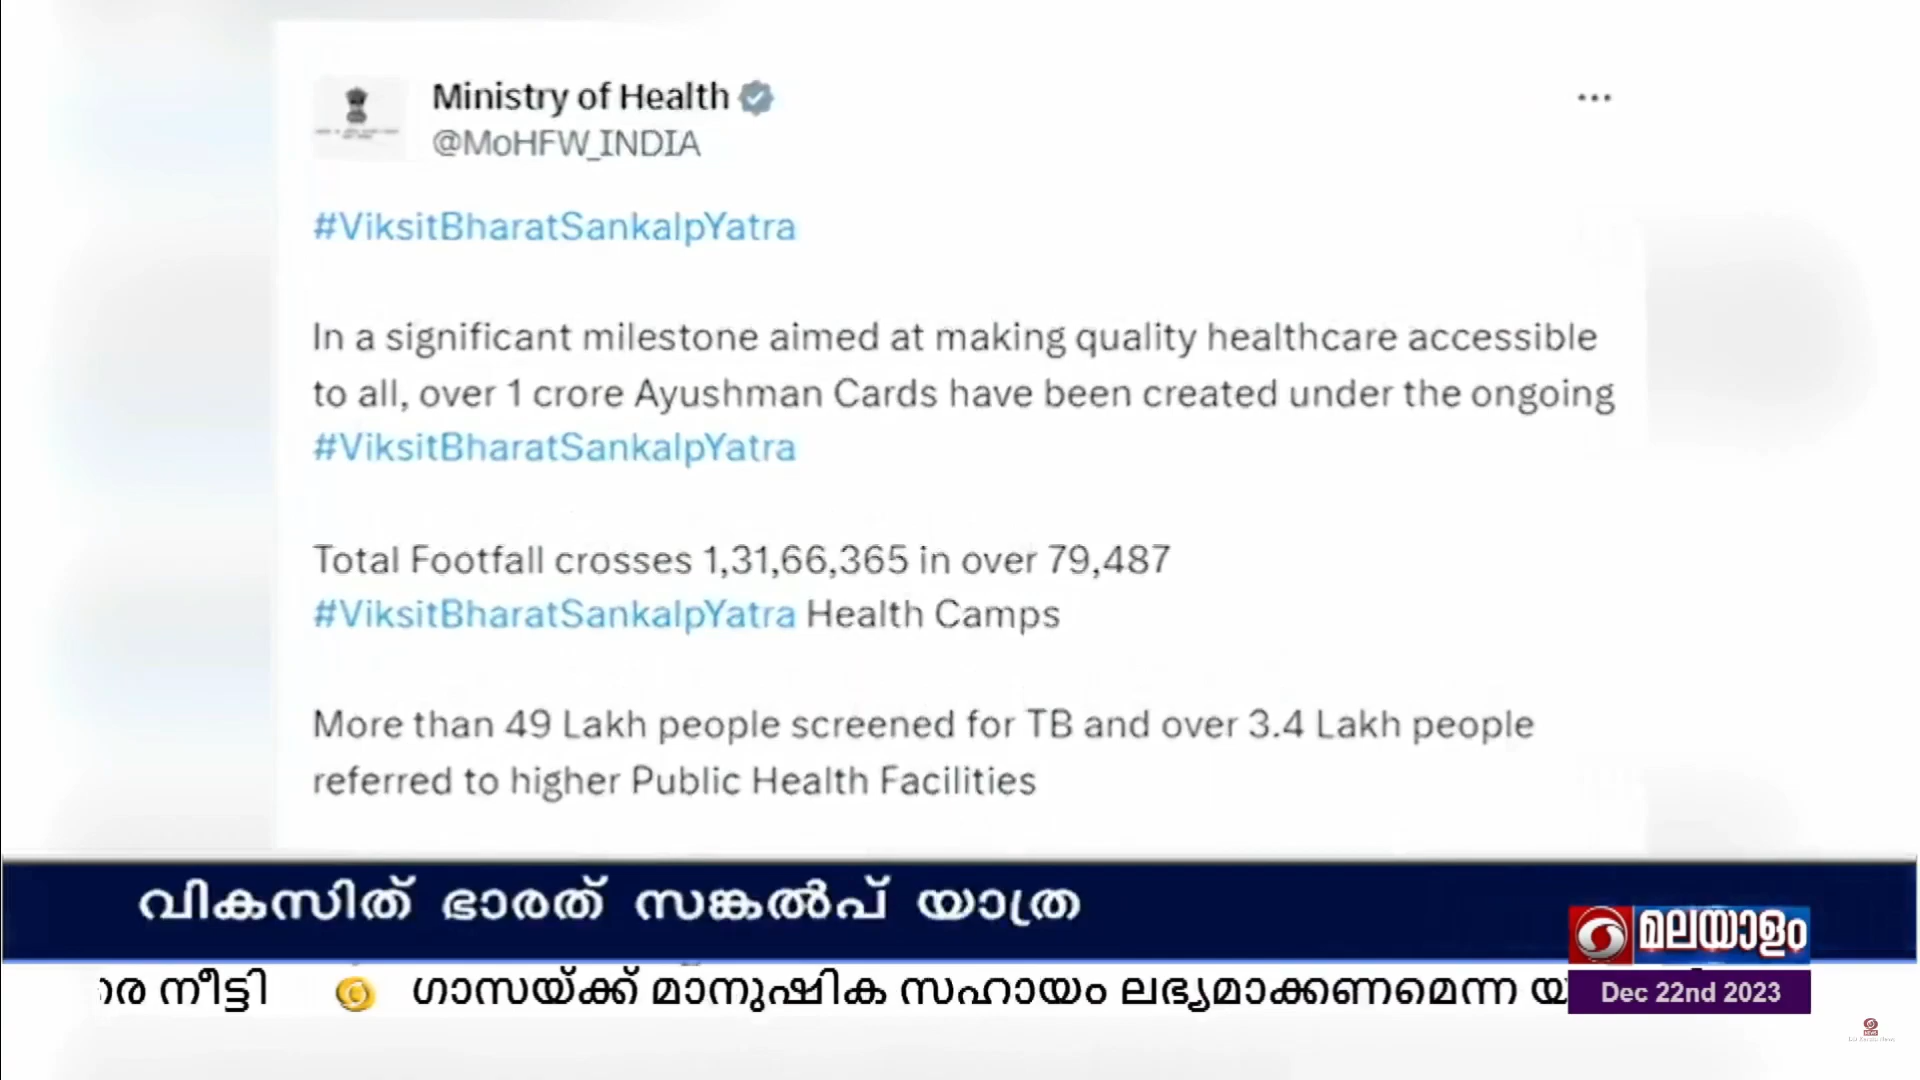 Ministry of Health
@MoHFW_INDIA
#ViksitBharatSankalpYatra
In a significant milestone aimed at making quality healthcare accessible
to all, over 1 crore Ayushman Cards have been created under the ongoing
#ViksitBharatSankalpYatra
Total Footfall crosses 1,31,66,365 in over 79,487
#ViksitBharatSankalpYatra Health Camps
More than 49 Lakh people screened for TB and over 3.4 Lakh people
referred to higher Public Health Facilities
വികസിത് ഭാരത് സങ്കൽപ് യാത്ര
മലയാളം
നീട്ടി ഗാസയ്ക്ക് മാനുഷിക സഹായം ലഭ്യമാക്കണമെന്ന
Dec 22nd 2023